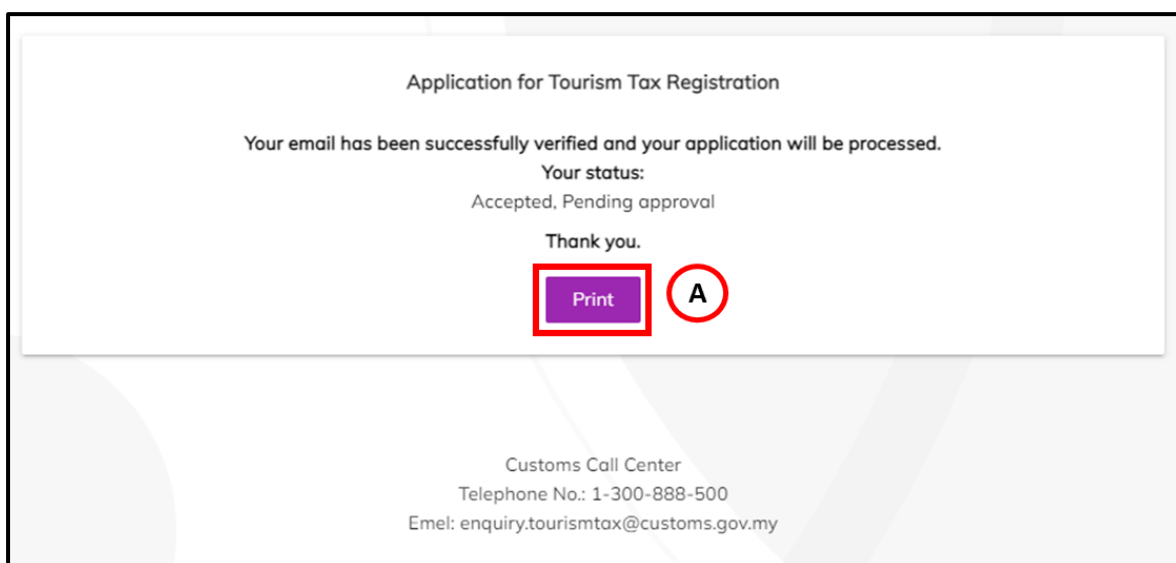 Application for Tourism Tax Registration
Your email has been successfully verified and your application will be processed.
Your status:
Accepted, Pending approval
Thank you.
Print
A
Customs Call Center
Telephone No.: 1-300-888-500
Emel: enquiry.tourismtax@customs.gov.my